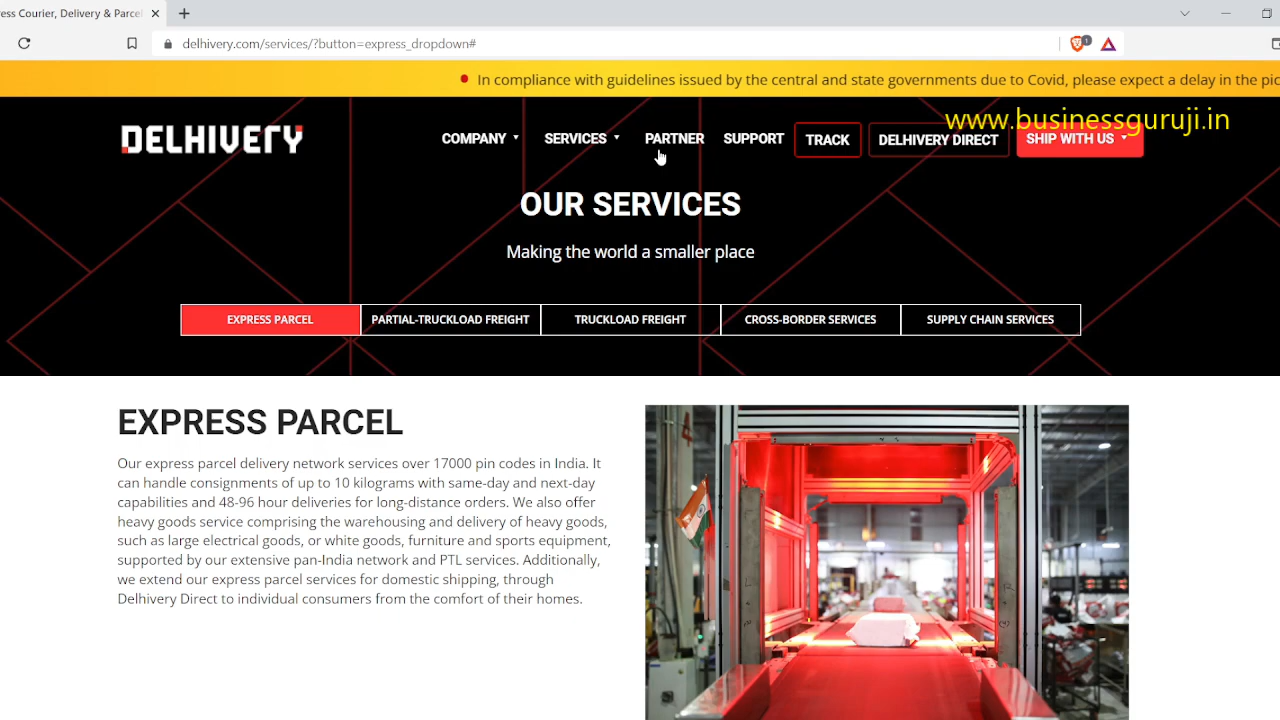 ess Courier, Delivery & Parcel
delhivery.com/services/?button=express_dropdown#
1
In compliance with guidelines issued by the central and state governments due to Covid, please expect a delay in the pic
www.businessguruji.in
DELHIVERY
COMPANY SERVICES PARTNER SUPPORT TRACK DELHIVERY DIRECT SHIP WITH US
OUR SERVICES
Making the world a smaller place
EXPRESS PARCEL PARTIAL-TRUCKLOAD FREIGHT TRUCKLOAD FREIGHT CROSS-BORDER SERVICES SUPPLY CHAIN SERVICES
EXPRESS PARCEL
Our express parcel delivery network services over 17000 pin codes in India. It
can handle consignments of up to 10 kilograms with same-day and next-day
capabilities and 48-96 hour deliveries for long-distance orders. We also offer
heavy goods service comprising the warehousing and delivery of heavy goods,
such as large electrical goods, or white goods, furniture and sports equipment,
supported by our extensive pan-India network and PTL services. Additionally,
we extend our express parcel services for domestic shipping, through
Delhivery Direct to individual consumers from the comfort of their homes.